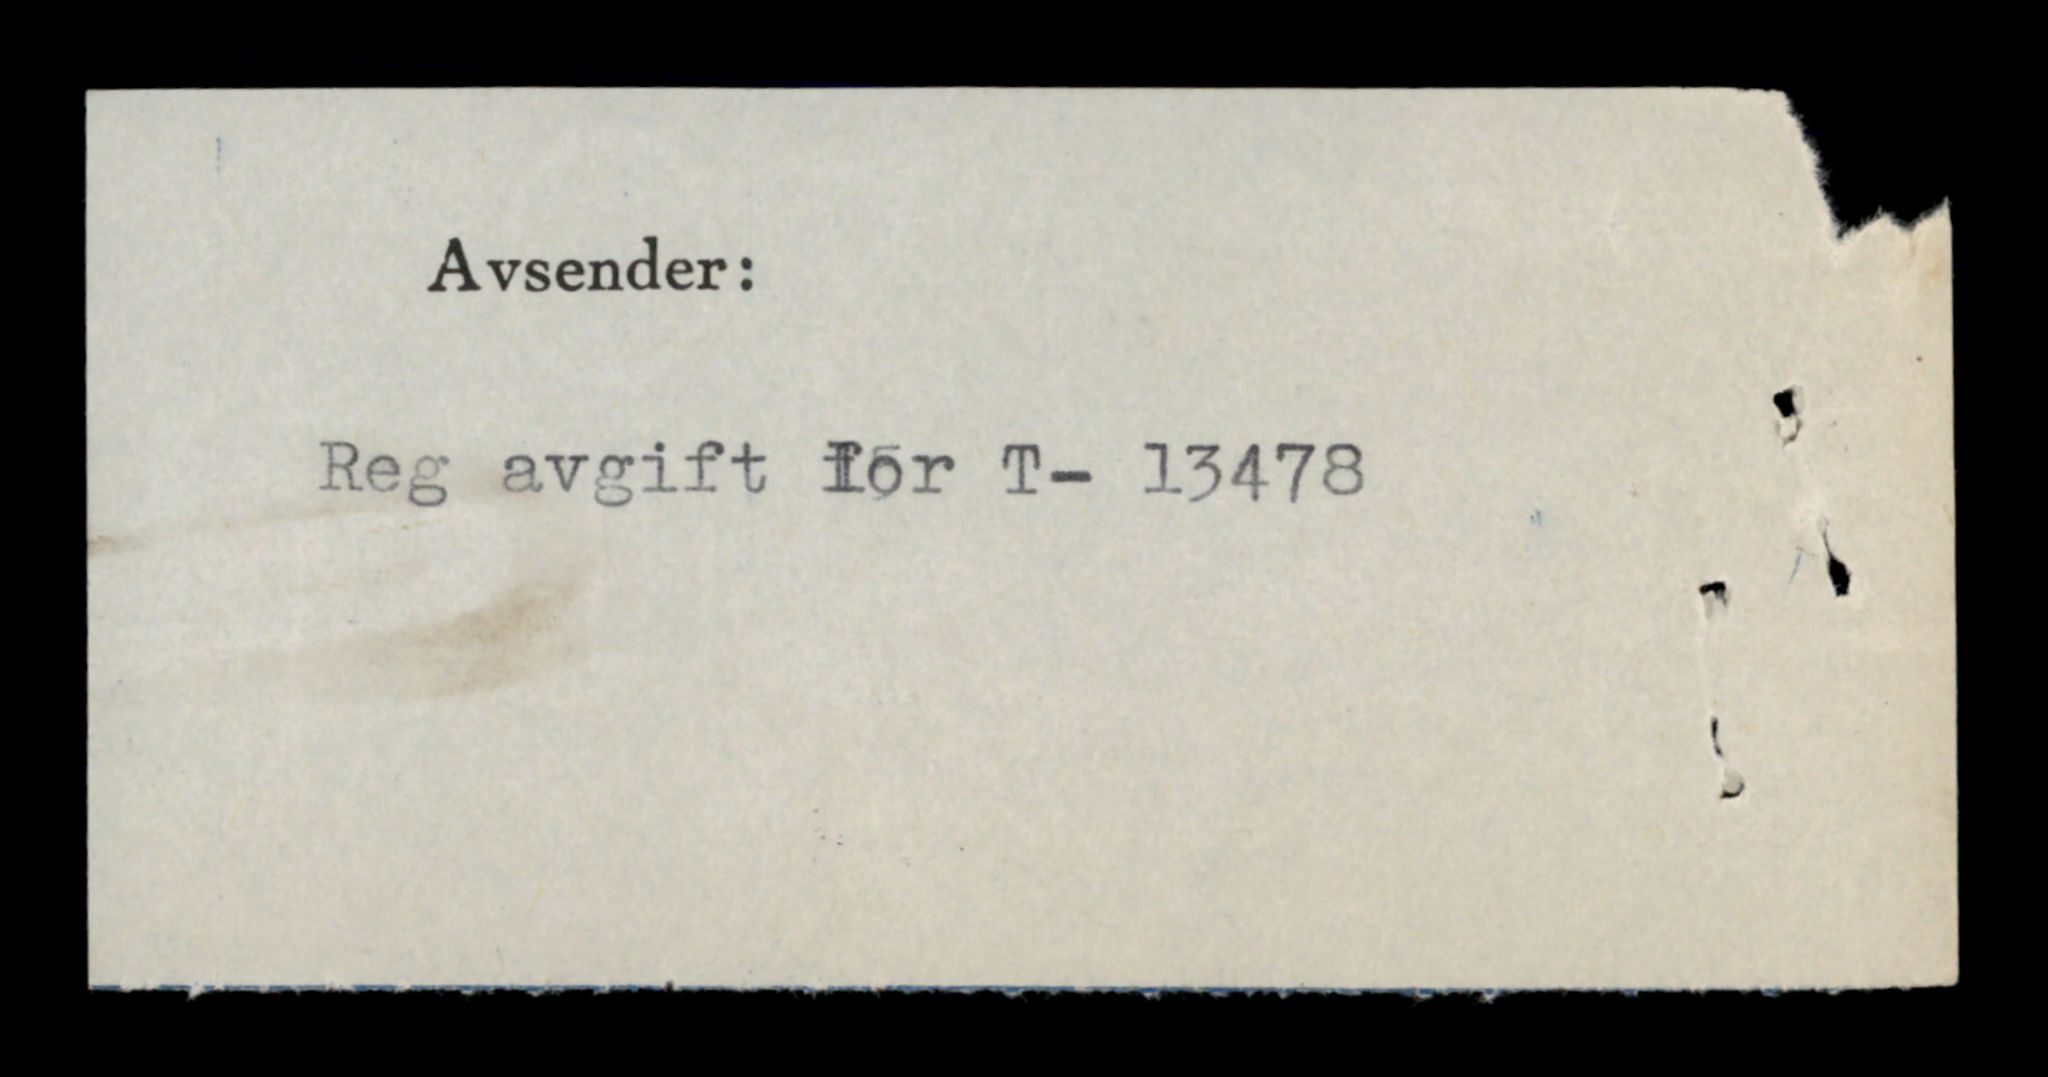 Avsender:
Reg avgift for T- 13478